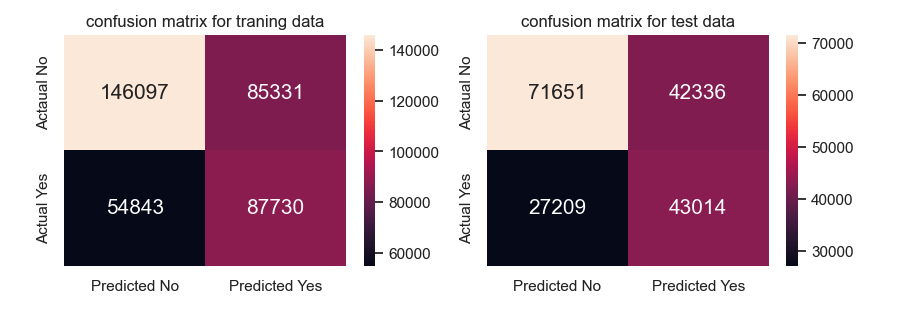 confusion matrix for traning data
Actaual No
146097
85331
Actual Yes
54843
87730
Predicted No
Predicted Yes
140000
120000
100000
80000
60000
confusion matrix for test data
Actaual No
71651
42336
Actual Yes
27209
43014
Predicted No
Predicted Yes
70000
60000
50000
40000
30000